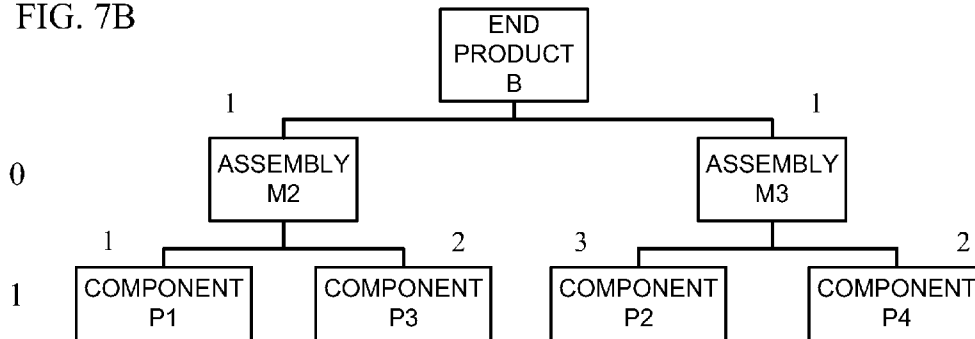 FIG. 7B
END
PRODUCT
B
1 1
0
ASSEMBLY
M2
ASSEMBLY
M3
1 2 3 2
1
COMPONENT
P1
COMPONENT
P3
COMPONENT
P2
COMPONENT
P4